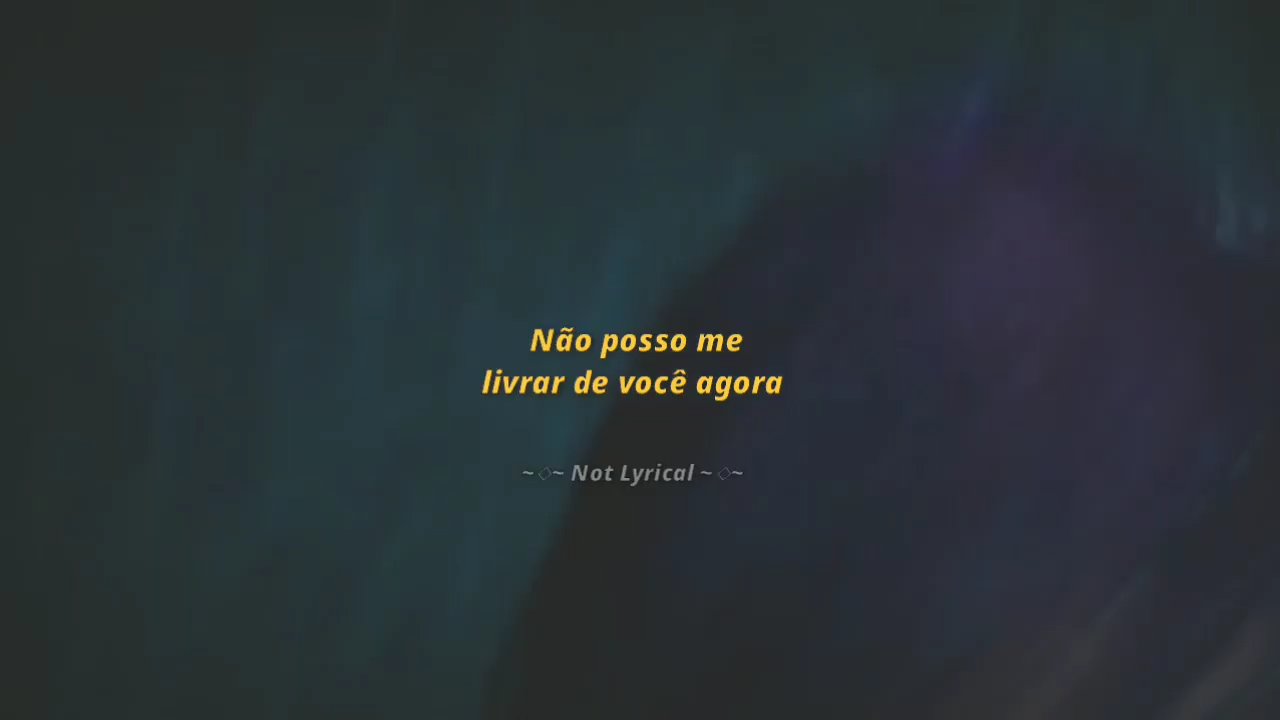 Não posso me
livrar de você agora
~◇~ Not Lyrical ~◇~